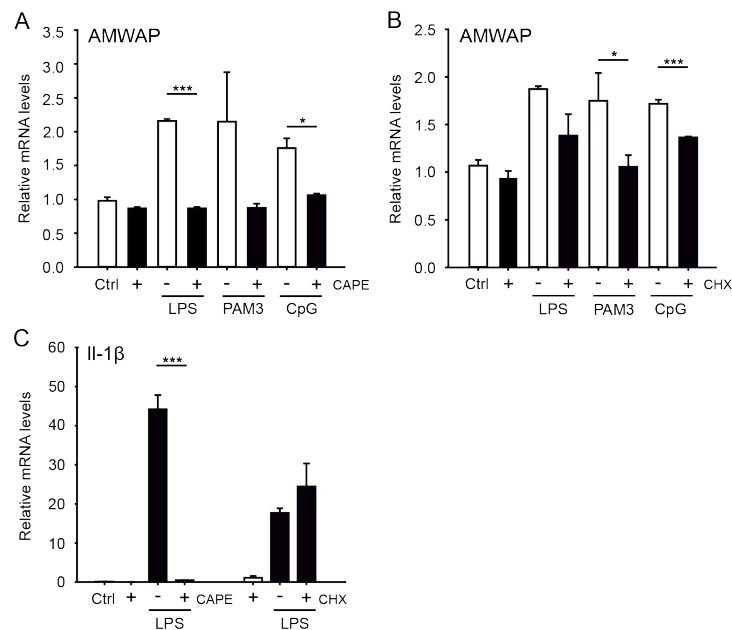 A
AMWAP
Relative mRNA levels
3.5
3.0
2.5
2.0
1.5
1.0
0.5
0.0
***
*
Ctrl + - + - + - + CAPE
LPS PAM3 CpG
B
AMWAP
Relative mRNA levels
2.5
2.0
1.5
1.0
0.5
0.0
*
***
Ctrl + - + - + - + CHX
LPS PAM3 CpG
C
Il-1β
Relative mRNA levels
60
50
40
30
20
10
0
***
Ctrl + - + CAPE + - + CHX
LPS LPS